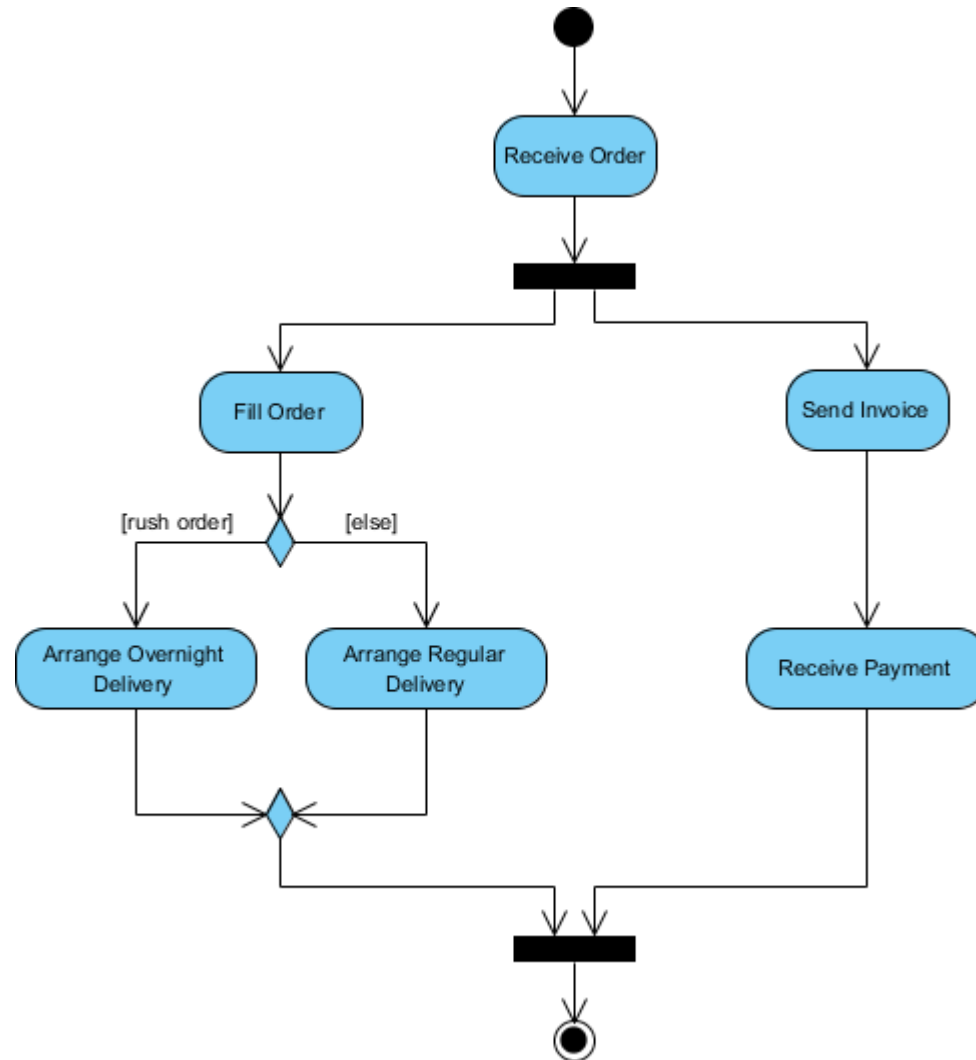 Receive Order
Fill Order
Send Invoice
[rush order]
[else]
Arrange Overnight
Delivery
Arrange Regular
Delivery
Receive Payment